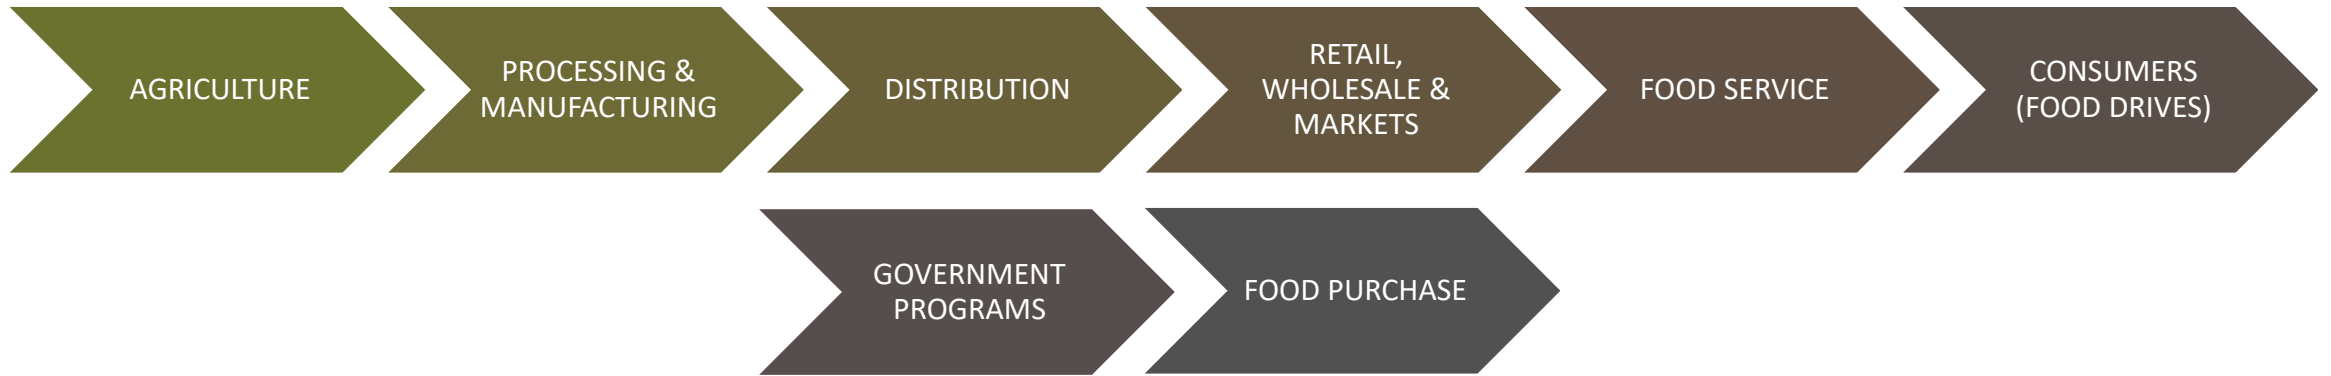 AGRICULTURE
PROCESSING &
MANUFACTURING
DISTRIBUTION
RETAIL,
WHOLESALE &
MARKETS
FOOD SERVICE
CONSUMERS
(FOOD DRIVES)
GOVERNMENT
PROGRAMS
FOOD PURCHASE